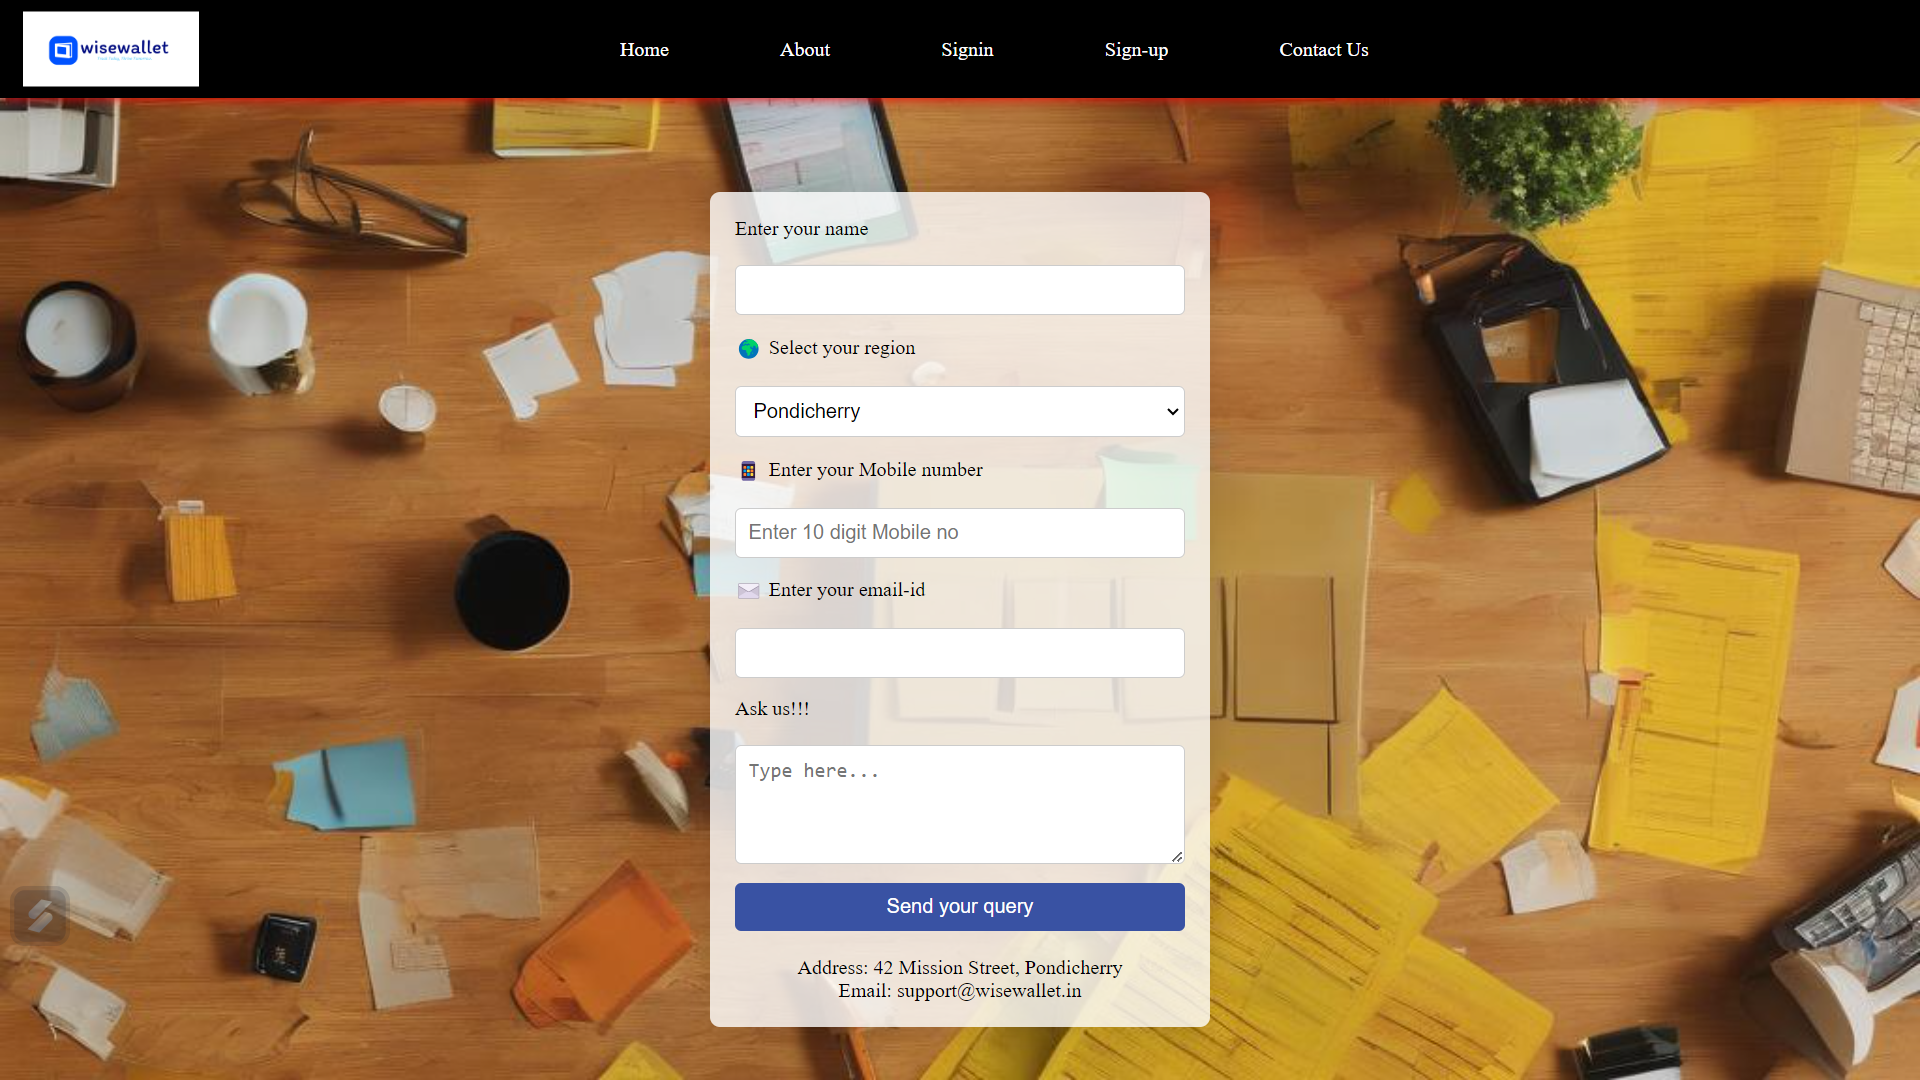 wisewallet
Home
About
Signin
Sign-up
Contact Us
Enter your name
Select your region
Pondicherry
Enter your Mobile number
Enter 10 digit Mobile no
Enter your email-id
Ask us!!!
Type here...
Send your query
Address: 42 Mission Street, Pondicherry
Email: support@wisewallet.in